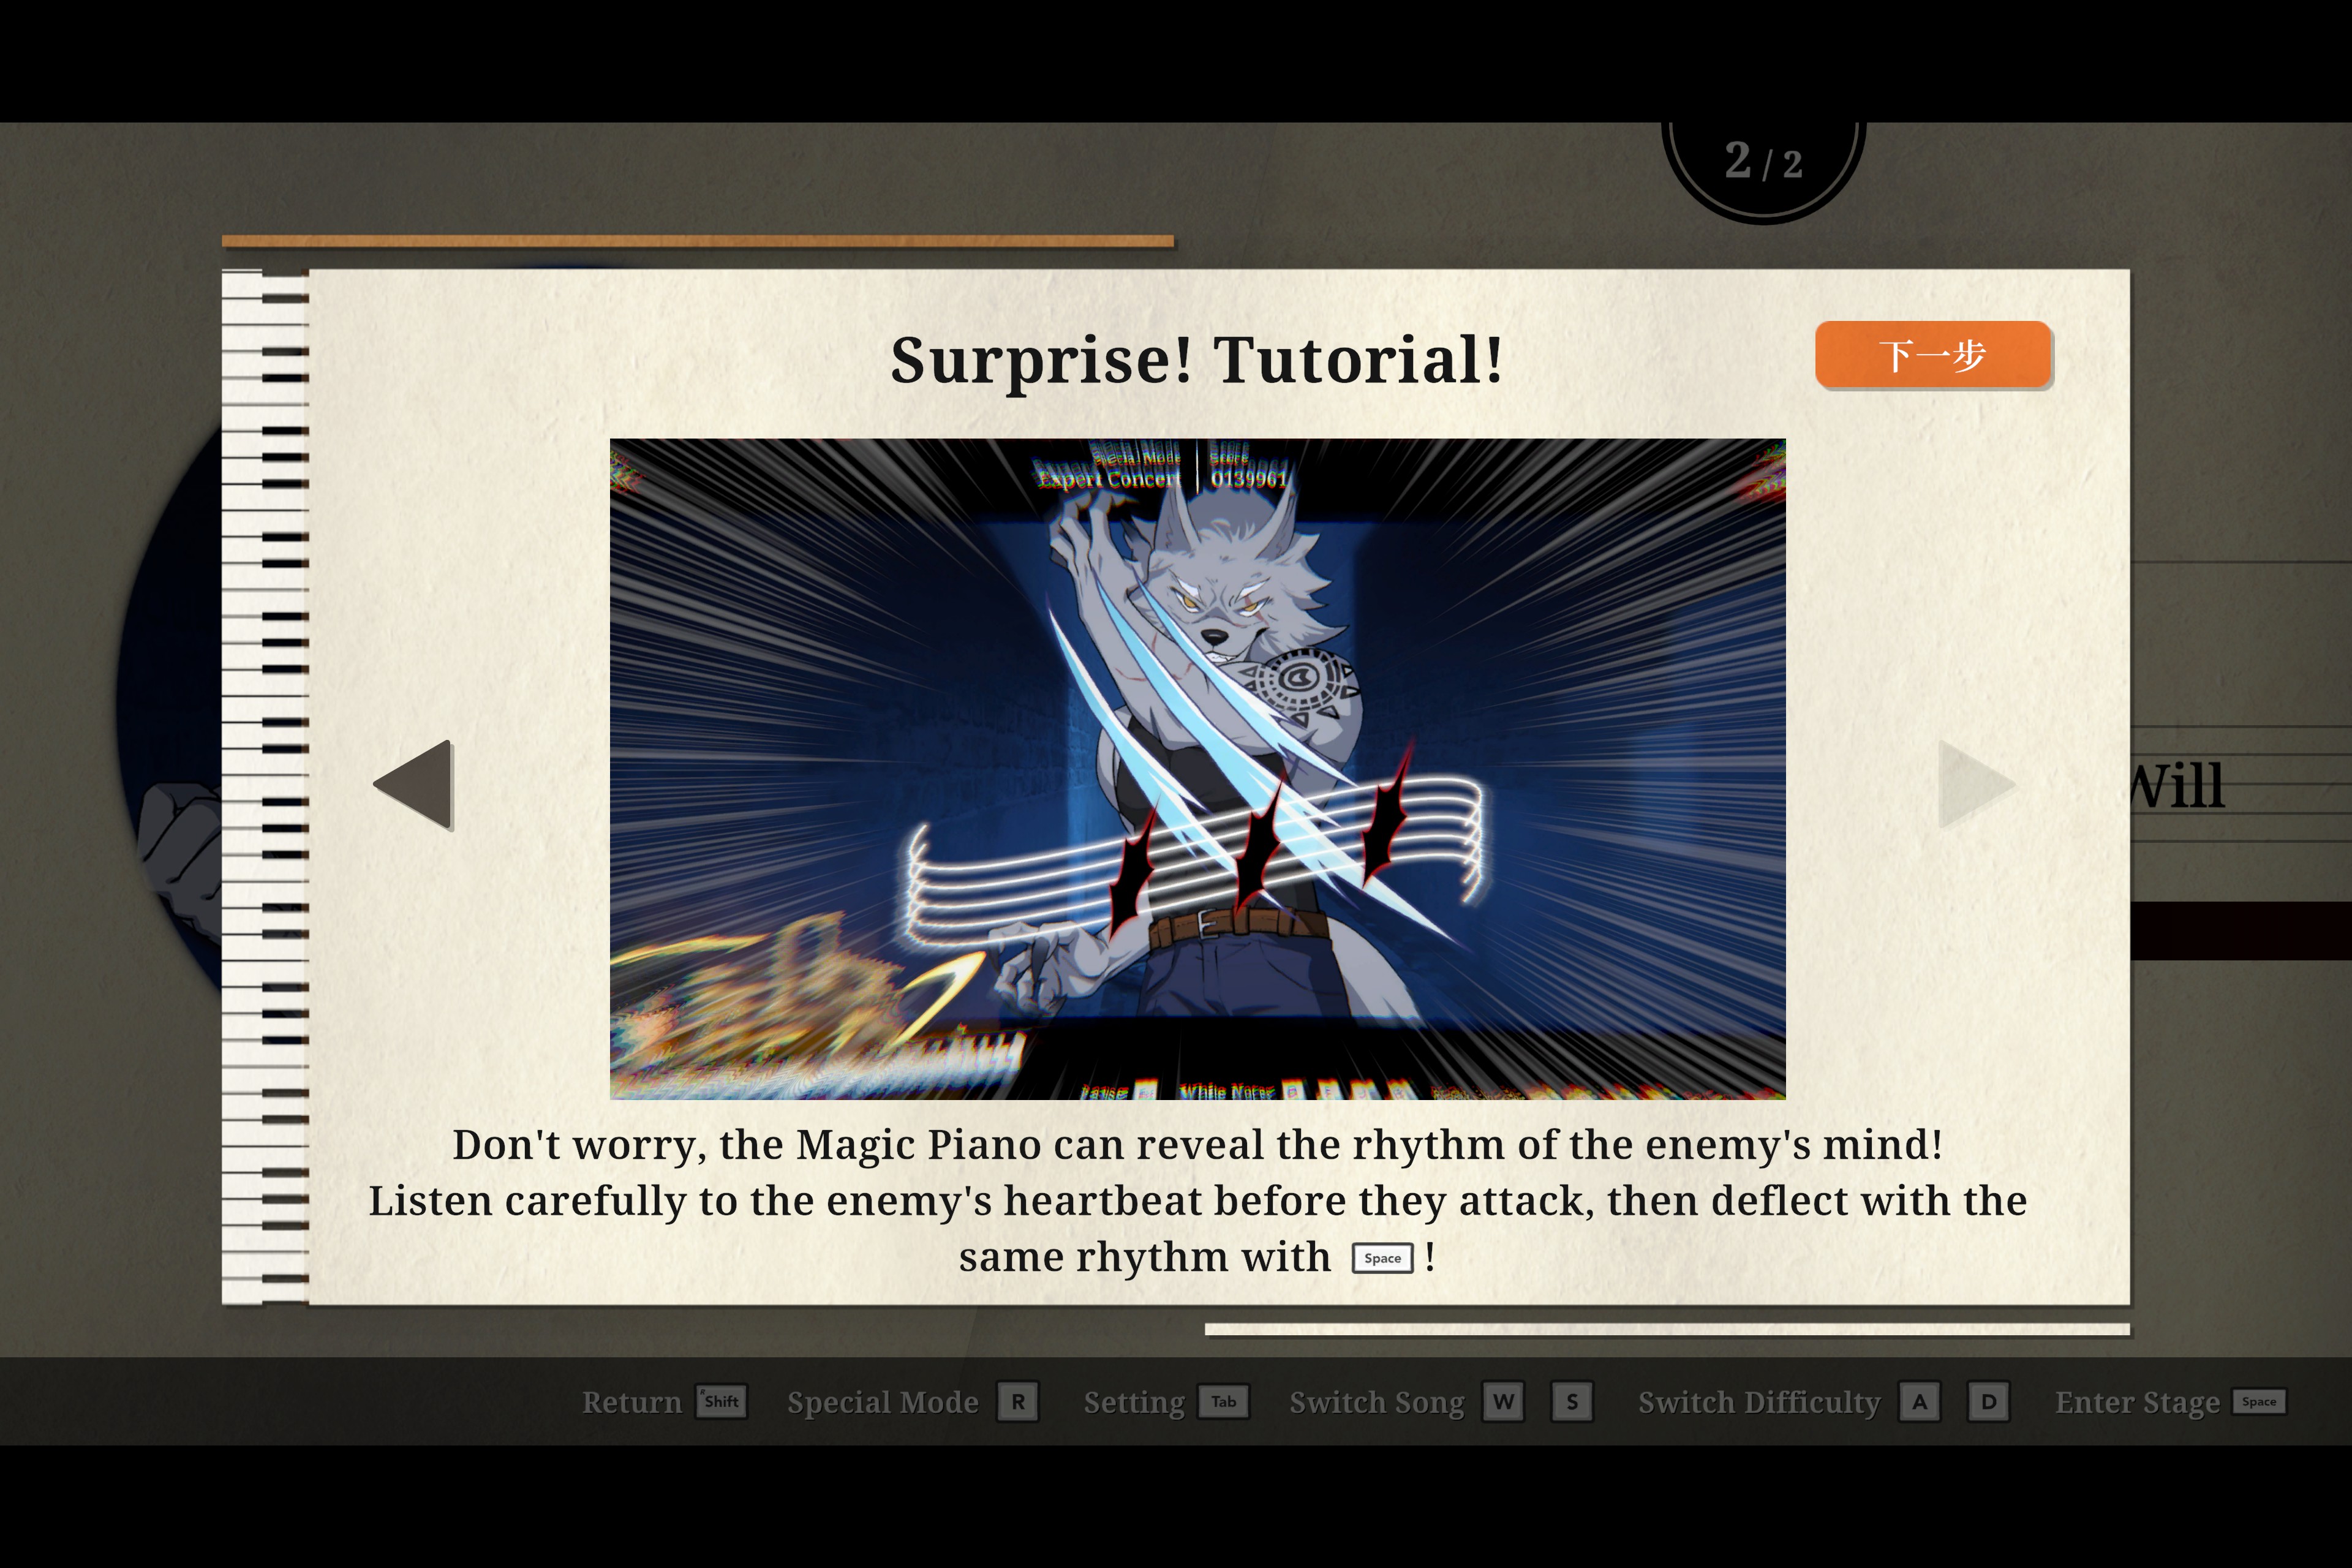 2 / 2
Surprise! Tutorial!
下一步
Special Mode
Score
Expert Concert
0139961
Will
Pause
While Norse
Don't worry, the Magic Piano can reveal the rhythm of the enemy's mind!
Listen carefully to the enemy's heartbeat before they attack, then deflect with the
same rhythm with Space !
Return R Shift Special Mode R Setting Tab Switch Song W S Switch Difficulty A D Enter Stage Space